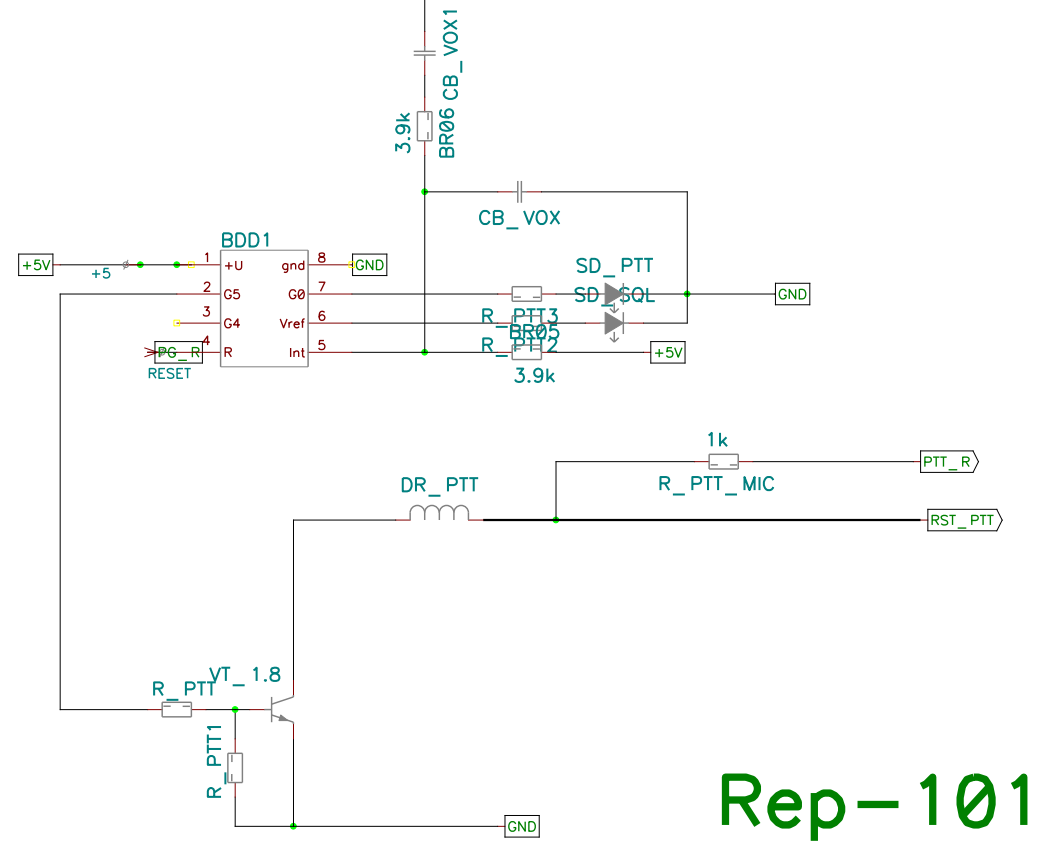 CB_VOX1
3.9k
BR06
CB_VOX
BDD1
+5V
+5
1
+U
gnd
8
GND
2
G5
G0
7
3
G4
Vref
6
4
R
Int
5
PG_R
RESET
SD_PTT
SD_SQL
GND
R_PTT3
BR05
R_PTT2
+5V
3.9k
1k
PTT_R
R_PTT_MIC
DR_PTT
RST_PTT
VT_1.8
R_PTT
R_PTT1
GND
Rep-101